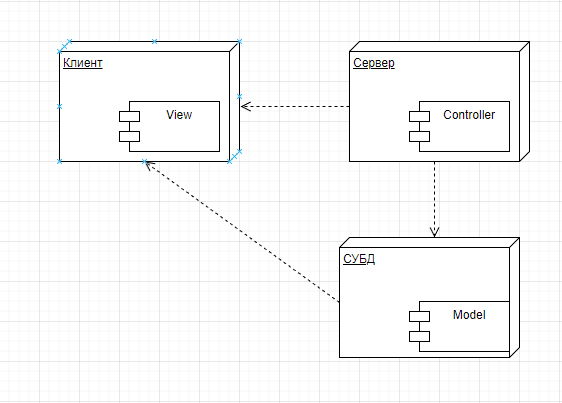 Клиент
View
Сервер
Controller
СУБД
Model